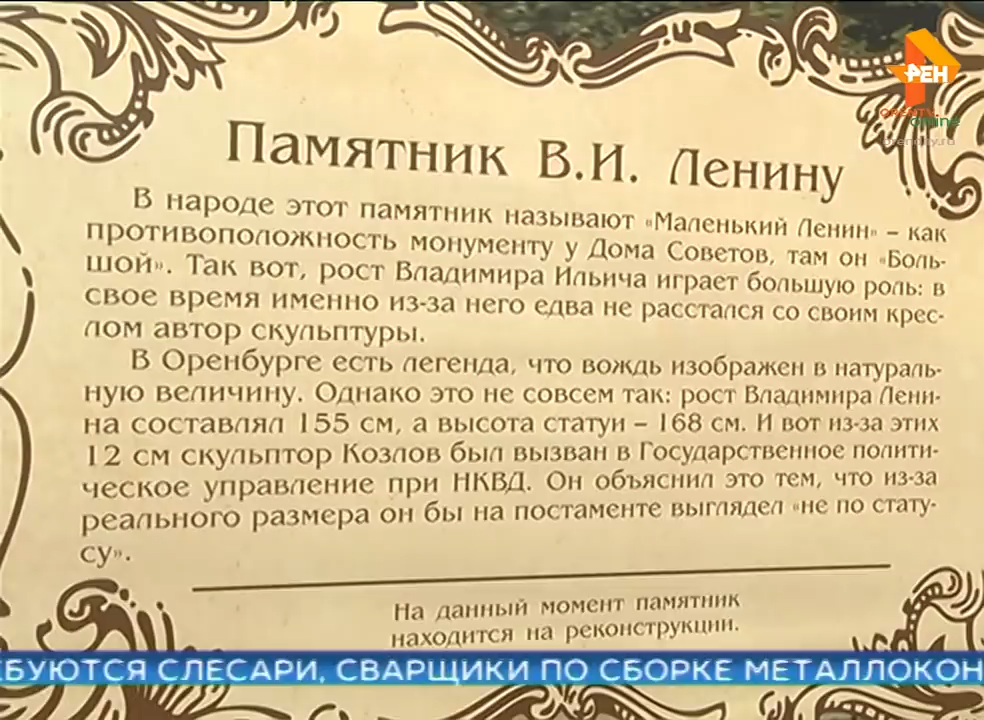 РЕН
ORENTV
online
orendity.ru
Памятник В.И. Ленину
В народе этот памятник называют «Маленький Ленин» – как
противоположность монументу у Дома Советов, там он «Боль-
шой». Так вот, рост Владимира Ильича играет большую роль: в
свое время именно из-за него едва не расстался со своим крес-
лом автор скульптуры.
В Оренбурге есть легенда, что вождь изображен в натураль-
ную величину. Однако это не совсем так: рост Владимира Лени-
на составлял 155 см, а высота статуи – 168 см. И вот из-за этих
12 см скульптор Козлов был вызван в Государственное полити-
ческое управление при НКВД. Он объяснил это тем, что из-за
реального размера он бы на постаменте выглядел «не по стату-
су».
На данный момент памятник
находится на реконструкции.
ЕБУЮТСЯ СЛЕСАРИ, СВАРЩИКИ ПО СБОРКЕ МЕТАЛЛОКОН